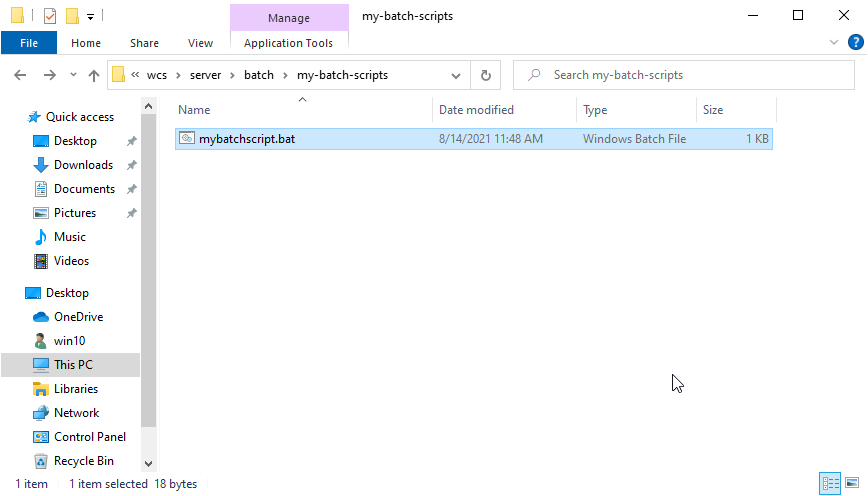 Manage my-batch-scripts
File Home Share View Application Tools
« wcs › server › batch › my-batch-scripts Search my-batch-scripts
Name Date modified Type Size
mybatchscript.bat 8/14/2021 11:48 AM Windows Batch File 1 KB
Quick access
Desktop
Downloads
Documents
Pictures
Music
Videos
Desktop
OneDrive
win10
This PC
Libraries
Network
Control Panel
Recycle Bin
1 item 1 item selected 18 bytes